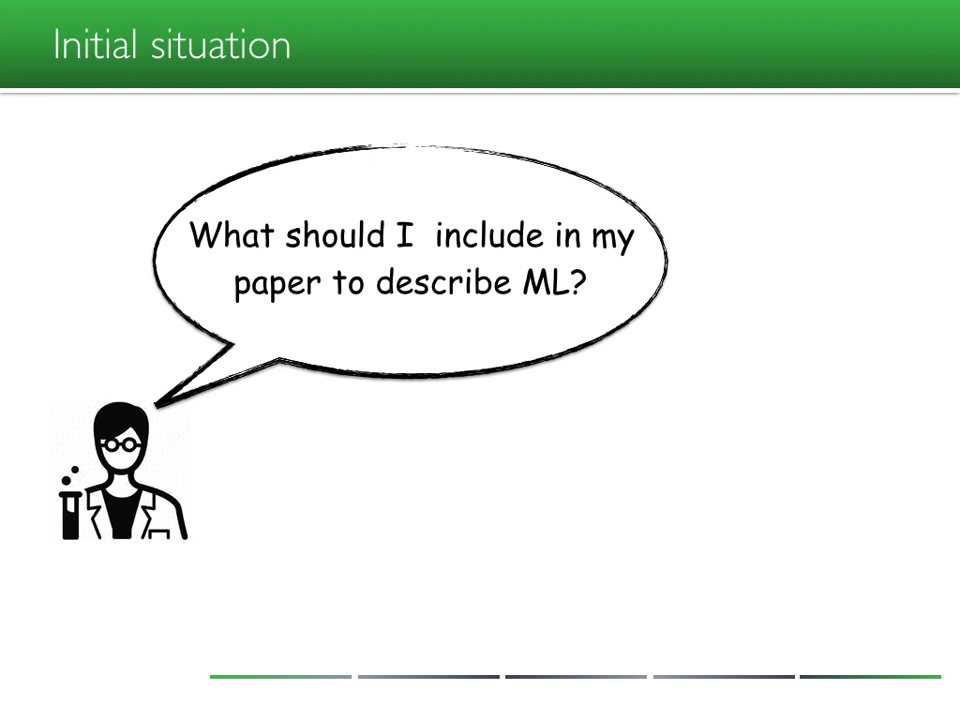 Initial situation
What should I  include in my
paper to describe ML?